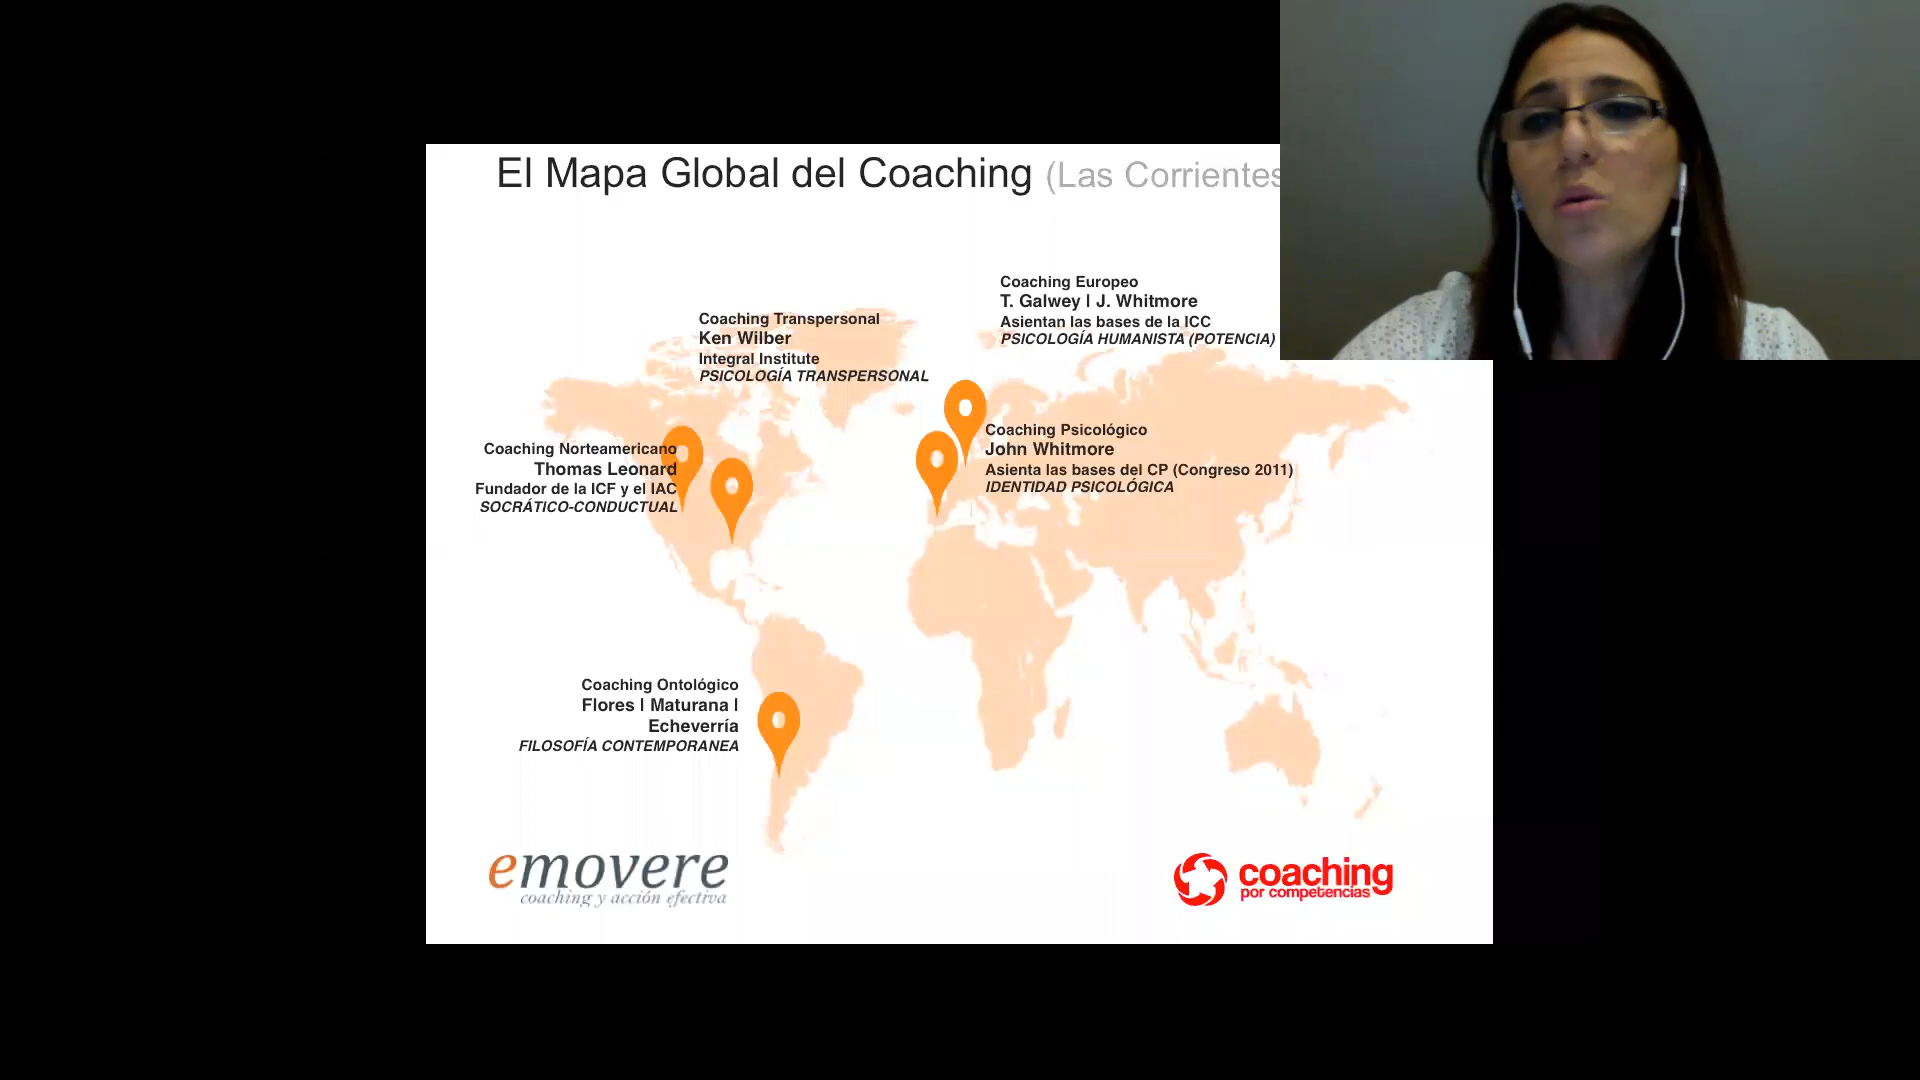 El Mapa Global del Coaching (Las Corrientes
Coaching Europeo
T. Galwey | J. Whitmore
Asientan las bases de la ICC
PSICOLOGÍA HUMANISTA (POTENCIA)
Coaching Transpersonal
Ken Wilber
Integral Institute
PSICOLOGÍA TRANSPERSONAL
Coaching Psicológico
John Whitmore
Asienta las bases del CP (Congreso 2011)
IDENTIDAD PSICOLÓGICA
Coaching Norteamericano
Thomas Leonard
Fundador de la ICF y el IAC
SOCRÁTICO-CONDUCTUAL
Coaching Ontológico
Flores | Maturana |
Echeverría
FILOSOFÍA CONTEMPORANEA
emovere
coaching y acción efectiva
coaching
por competencias